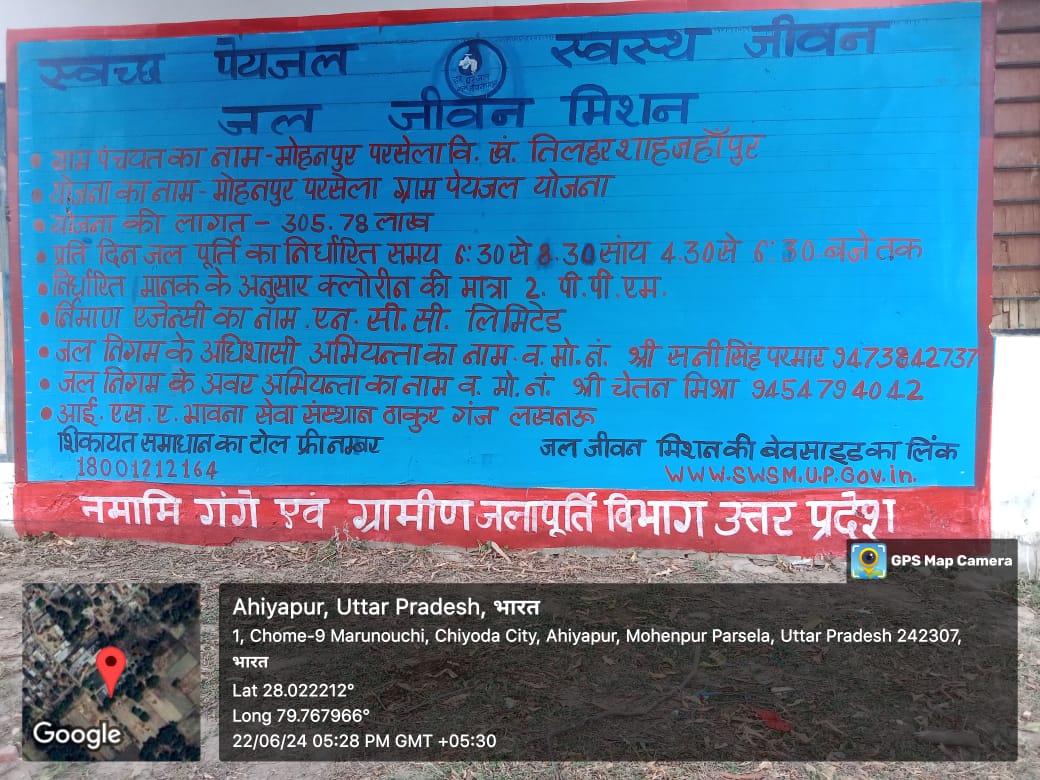 स्वच्छ पेयजल स्वस्थ जीवन
जल जीवन मिशन
• ग्राम पंचयत का नाम - मोहनपुर परसेला वि. खं. तिलहर शाहजहाँपुर
• योजना का नाम - मोहनपुर परसेला ग्राम पेयजल योजना
• योजना की लागत - 305.78 लाख
• प्रति दिन जल पूर्ति का निर्धारित समय 6:30 से 8.30 सांय 4.30 से 6:30 बजे तक
• निर्धारित मानक के अनुसार क्लोरीन की मात्रा 2. पी.पी.एम.
• र्निमाण एजेन्सी का नाम . एन. सी. सी. लिमिटेड
• जल निगम के अधिशासी अभियन्ता का नाम व. मो. नं. श्री सनी सिंह परमार 9473842737
• जल निगम के अवर अभियन्ता का नाम व. मो. नं. श्री चेतन मिश्रा 9454794042
• आई. एस. ए. भावना सेवा संस्थान ठाकुर गंज लखनऊ
शिकायत समाधान का टोल फ्री नम्बर जल जीवन मिशन की वेवसाइड का लिंक
18001212164 www.swsm.u.P.Gov.in.
नमामि गंगे एवं ग्रामीण जलापूर्ति विभाग उत्तर प्रदेश
GPS Map Camera
Ahiyapur, Uttar Pradesh, भारत
1, Chome-9 Marunouchi, Chiyoda City, Ahiyapur, Mohenpur Parsela, Uttar Pradesh 242307,
भारत
Lat 28.022212°
Long 79.767966°
22/06/24 05:28 PM GMT +05:30
Google